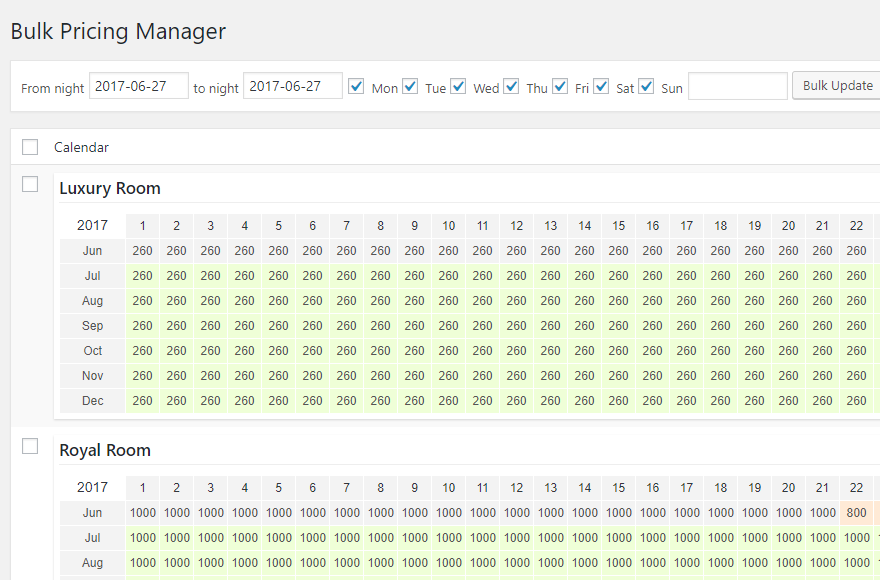 Bulk Pricing Manager
From night 2017-06-27 to night 2017-06-27 Mon Tue Wed Thu Fri Sat Sun Bulk Update
Calendar
Luxury Room
2017 1 2 3 4 5 6 7 8 9 10 11 12 13 14 15 16 17 18 19 20 21 22
Jun 260 260 260 260 260 260 260 260 260 260 260 260 260 260 260 260 260 260 260 260 260 260
Jul 260 260 260 260 260 260 260 260 260 260 260 260 260 260 260 260 260 260 260 260 260 260
Aug 260 260 260 260 260 260 260 260 260 260 260 260 260 260 260 260 260 260 260 260 260 260
Sep 260 260 260 260 260 260 260 260 260 260 260 260 260 260 260 260 260 260 260 260 260 260
Oct 260 260 260 260 260 260 260 260 260 260 260 260 260 260 260 260 260 260 260 260 260 260
Nov 260 260 260 260 260 260 260 260 260 260 260 260 260 260 260 260 260 260 260 260 260 260
Dec 260 260 260 260 260 260 260 260 260 260 260 260 260 260 260 260 260 260 260 260 260 260
Royal Room
2017 1 2 3 4 5 6 7 8 9 10 11 12 13 14 15 16 17 18 19 20 21 22
Jun 1000 1000 1000 1000 1000 1000 1000 1000 1000 1000 1000 1000 1000 1000 1000 1000 1000 1000 1000 1000 1000 800
Jul 1000 1000 1000 1000 1000 1000 1000 1000 1000 1000 1000 1000 1000 1000 1000 1000 1000 1000 1000 1000 1000 1000
Aug 1000 1000 1000 1000 1000 1000 1000 1000 1000 1000 1000 1000 1000 1000 1000 1000 1000 1000 1000 1000 1000 1000